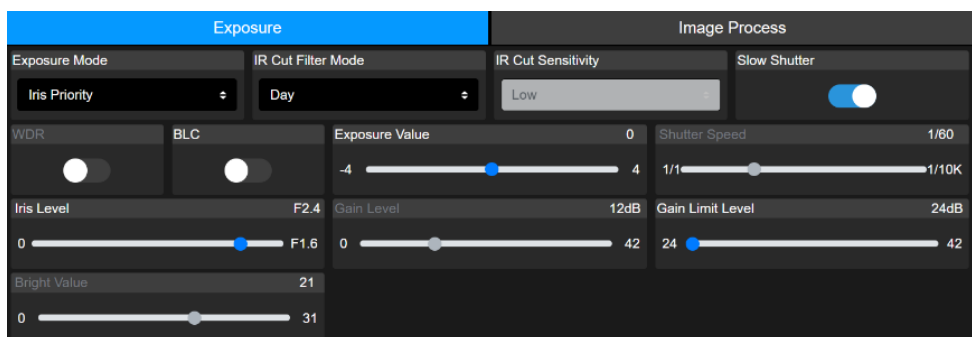 Exposure Image Process
Exposure Mode IR Cut Filter Mode IR Cut Sensitivity Slow Shutter
Iris Priority Day Low
WDR BLC Exposure Value 0 Shutter Speed 1/60
-4 4 1/1 1/10K
Iris Level F2.4 Gain Level 12dB Gain Limit Level 24dB
0 F1.6 0 42 24 42
Bright Value 21
0 31